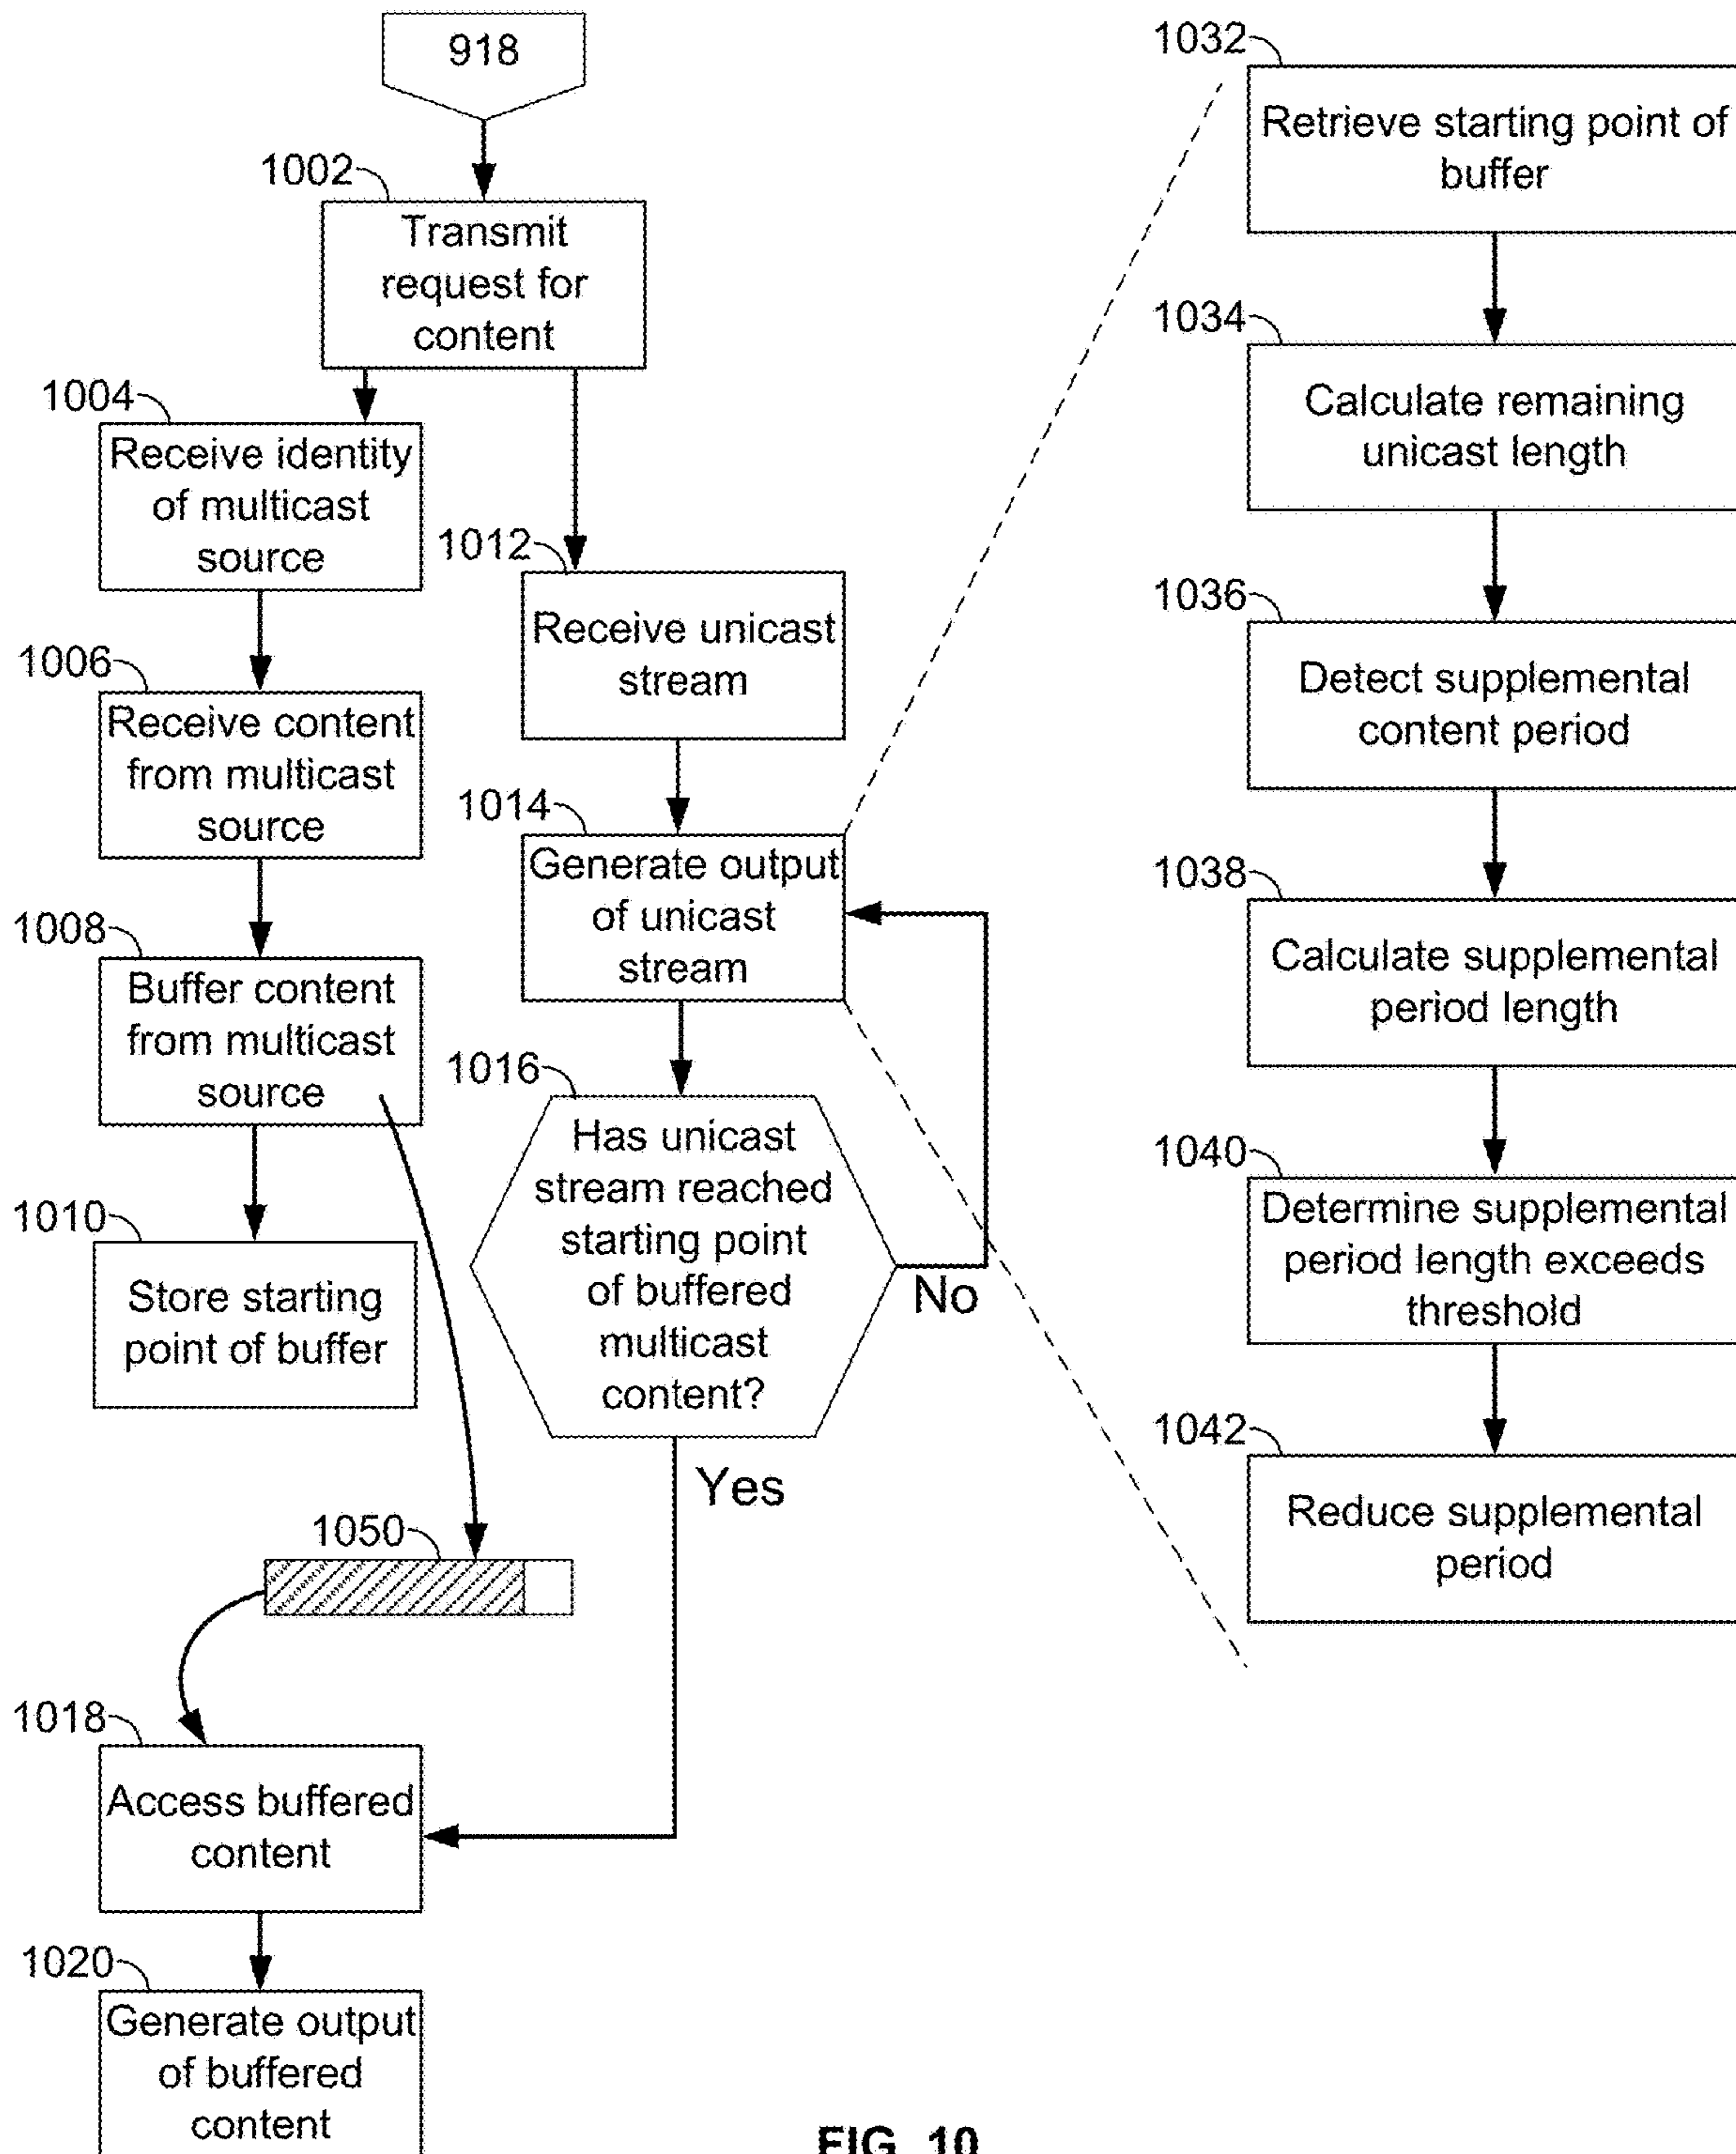 918
1002
Transmit
request for
content
1004
Receive identity
of multicast
source
1006
Receive content
from multicast
source
1008
Buffer content
from multicast
source
1010
Store starting
point of buffer
1012
Receive unicast
stream
1014
Generate output
of unicast
stream
1016
Has unicast
stream reached
starting point
of buffered
multicast
content?
No
Yes
1050
1018
Access buffered
content
1020
Generate output
of buffered
content
1032
Retrieve starting point of
buffer
1034
Calculate remaining
unicast length
1036
Detect supplemental
content period
1038
Calculate supplemental
period length
1040
Determine supplemental
period length exceeds
threshold
1042
Reduce supplemental
period
FIG. 10